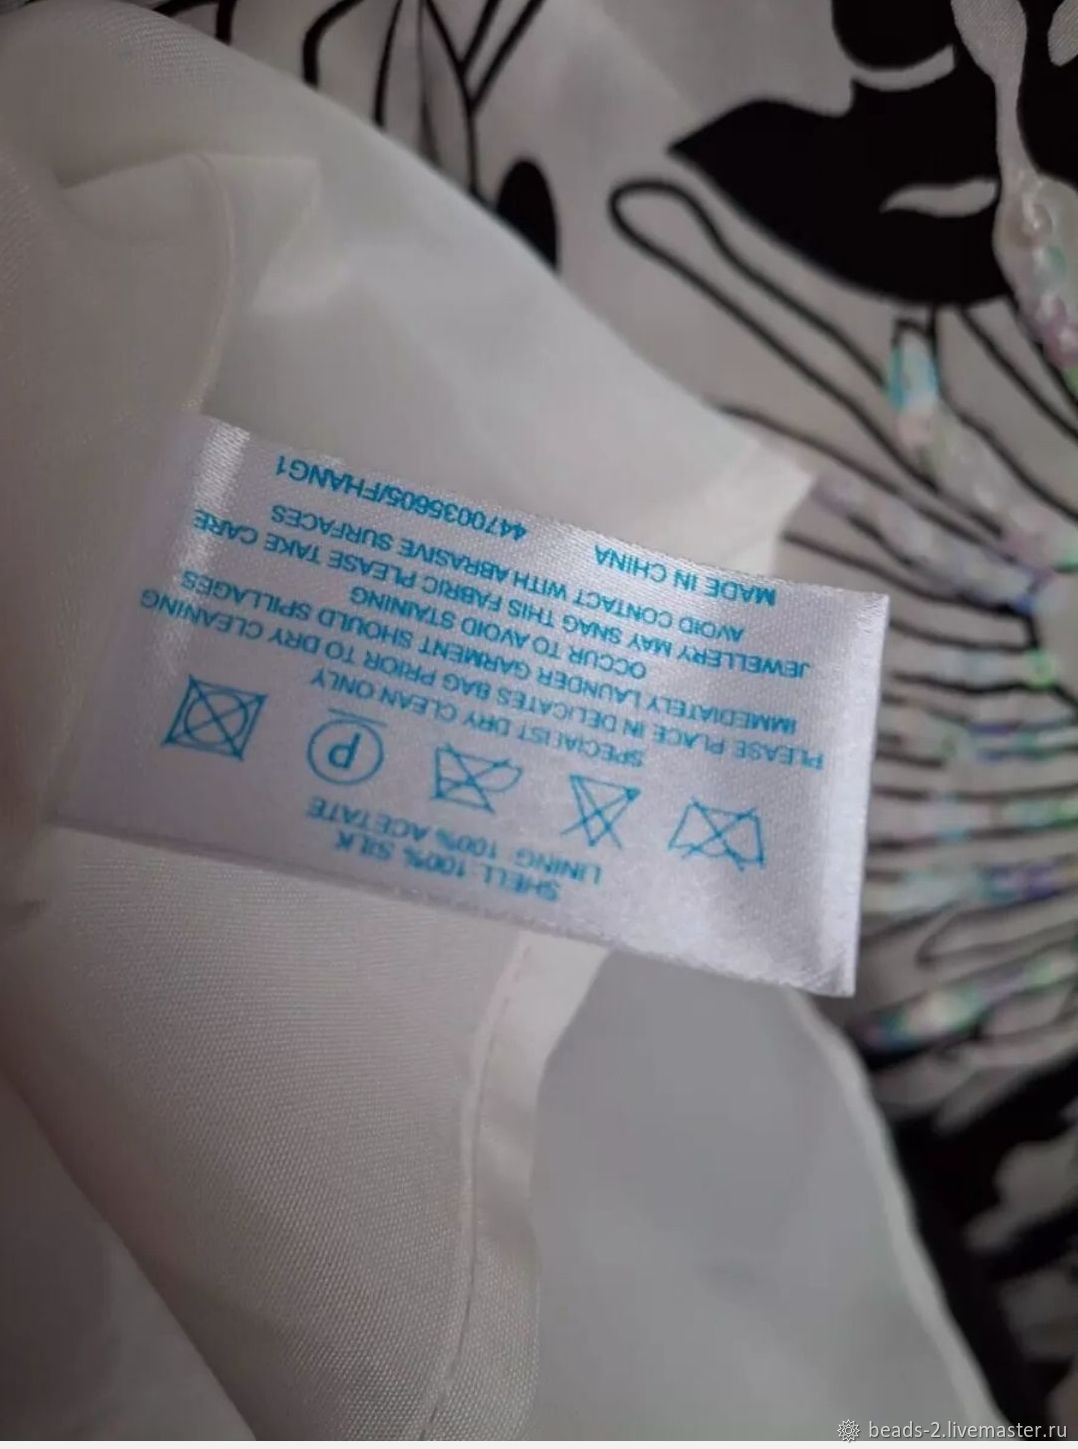 SHELL: 100% SILK
LINING: 100% ACETATE
P
SPECIALIST DRY CLEAN ONLY
PLEASE PLACE IN DELICATES BAG PRIOR TO DRY CLEANING
IMMEDIATELY LAUNDER GARMENT SHOULD SPILLAGES
OCCUR TO AVOID STAINING
JEWELLERY MAY SNAG THIS FABRIC PLEASE TAKE CARE
AVOID CONTACT WITH ABRASIVE SURFACES
MADE IN CHINA
4470035605/FHANG1
beads-2.livemaster.ru